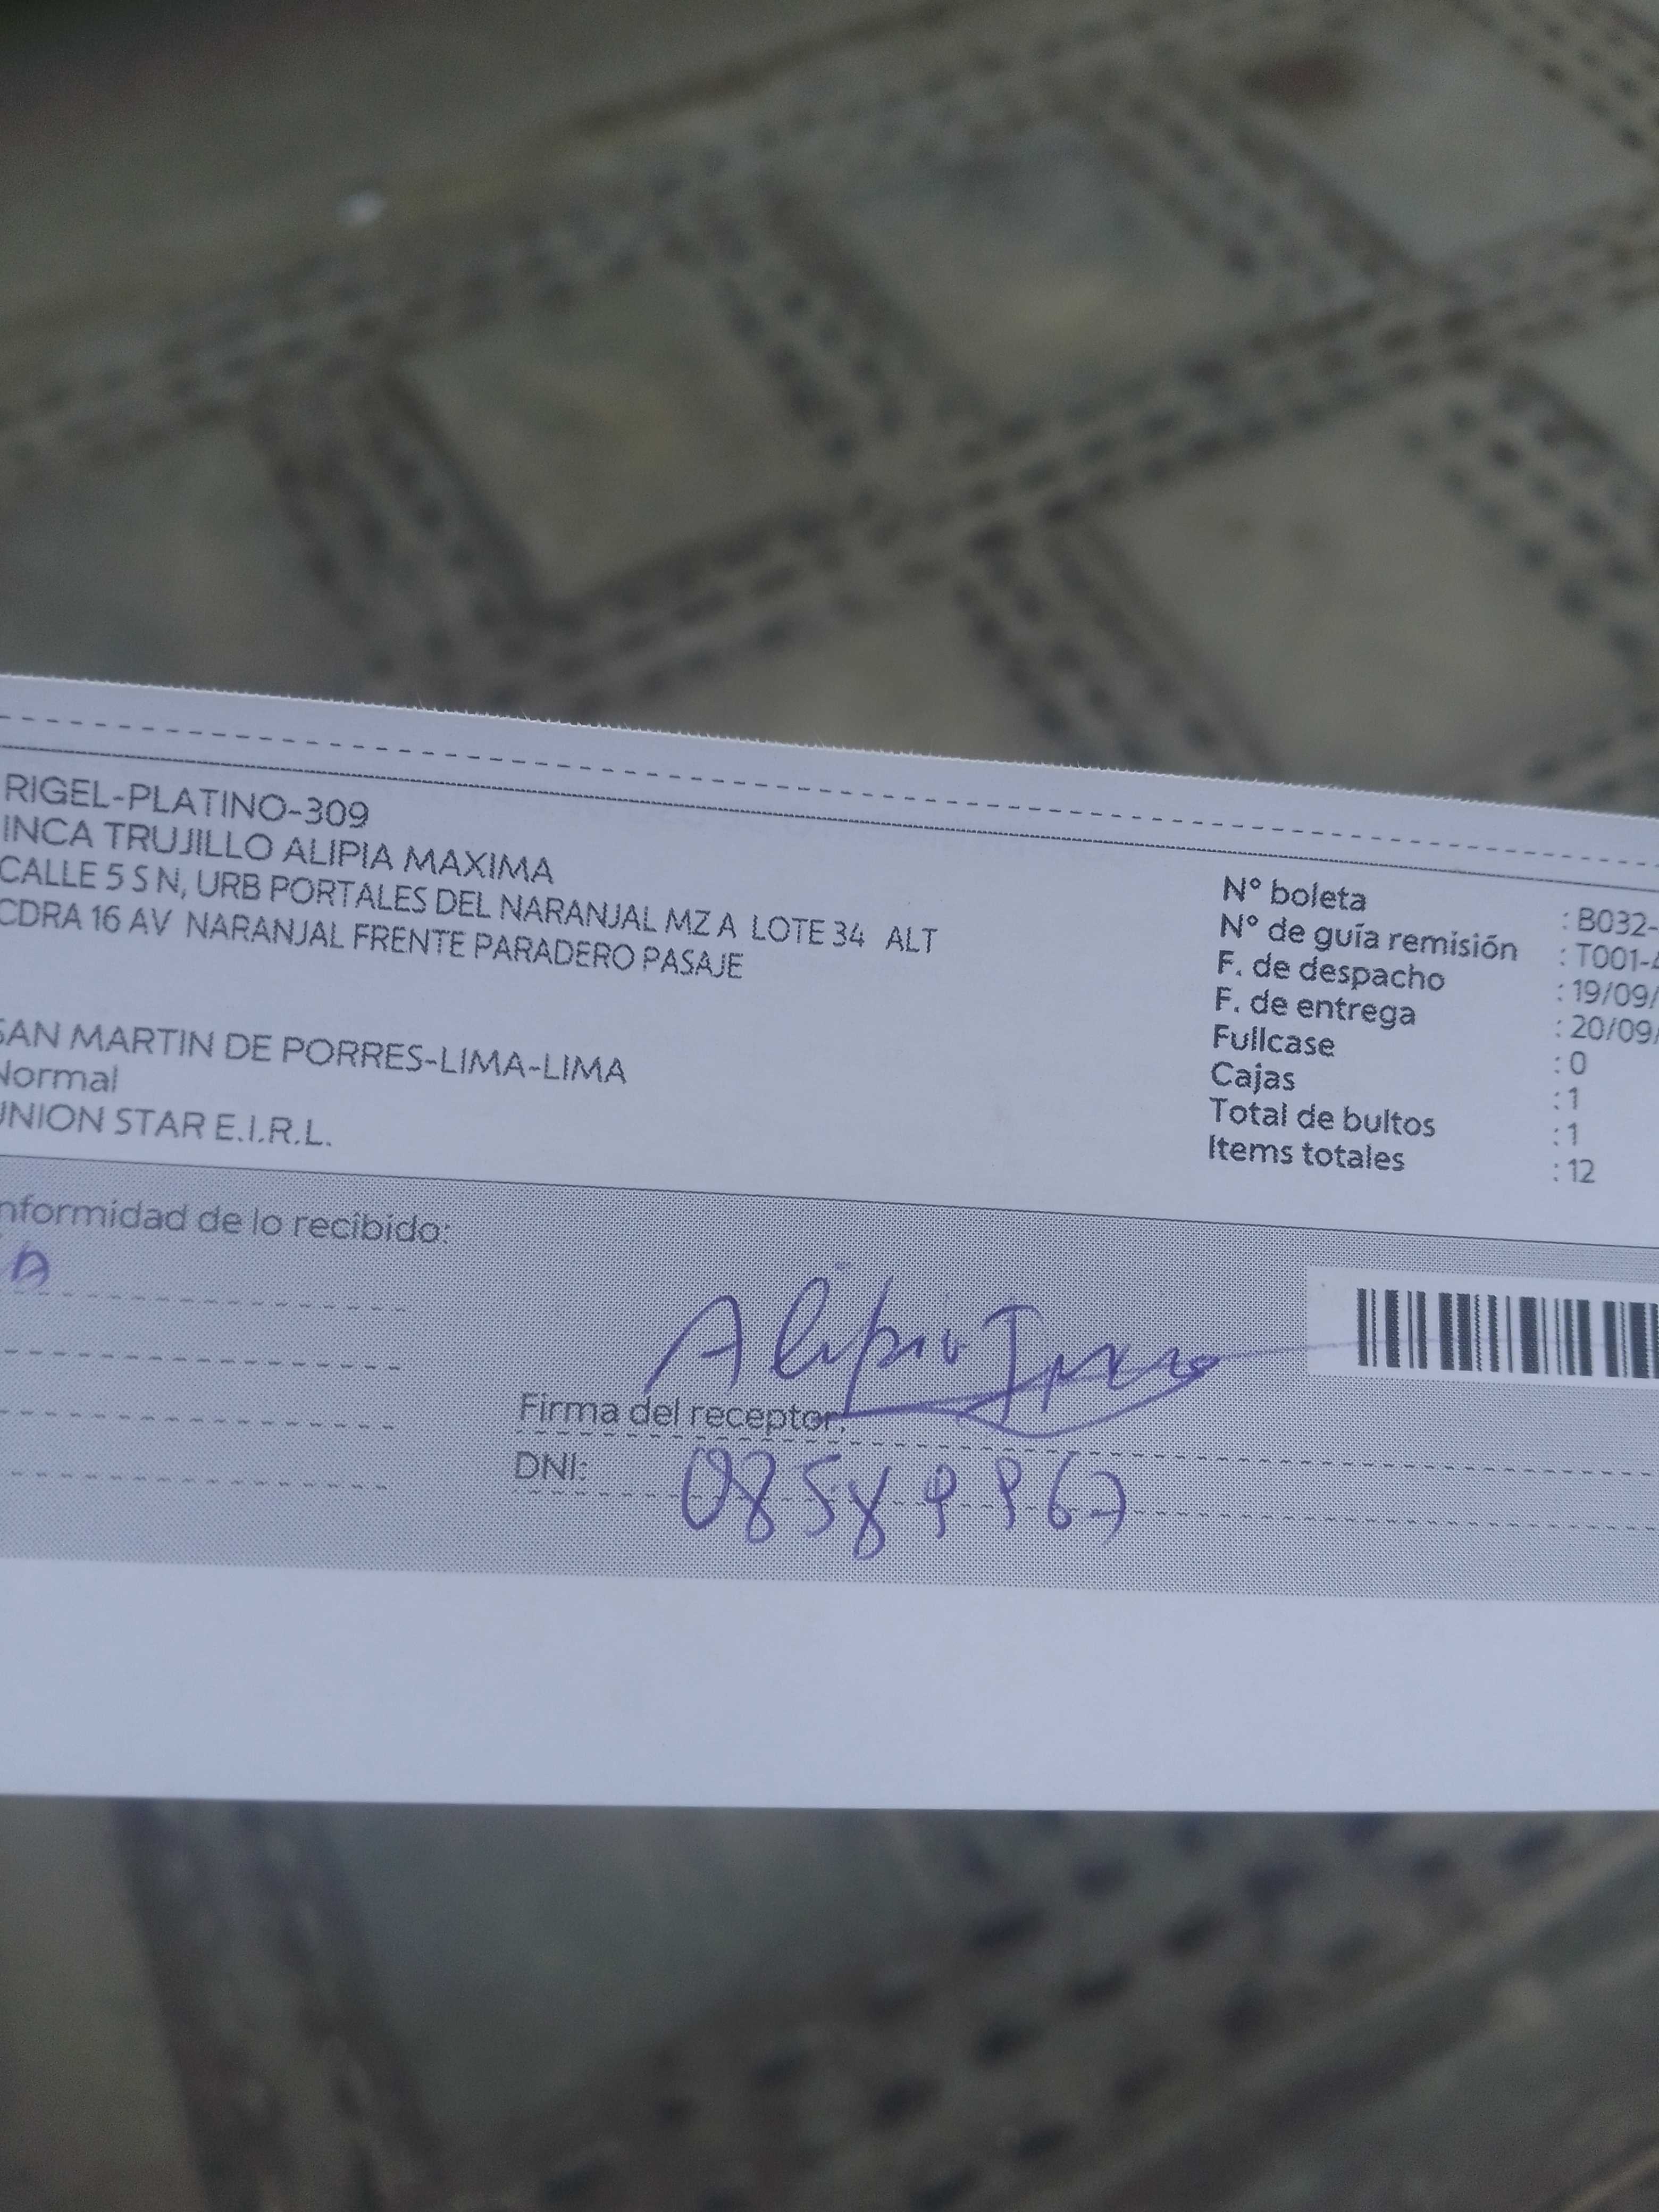 RIGEL-PLATINO-309
INCA TRUJILLO ALIPIA MAXIMA
CALLE 5 S N, URB PORTALES DEL NARANJAL MZ A LOTE 34 ALT
CDRA 16 AV NARANJAL FRENTE PARADERO PASAJE
SAN MARTIN DE PORRES-LIMA-LIMA
Normal
UNION STAR E.I.R.L.
N° boleta : B032-
N° de guía remisión : T001-
F. de despacho : 19/09/
F. de entrega : 20/09/
Fullcase : 0
Cajas : 1
Total de bultos : 1
Items totales : 12
nformidad de lo recibido:
Alipia Inca
Firma del receptor:
DNI: 08589967